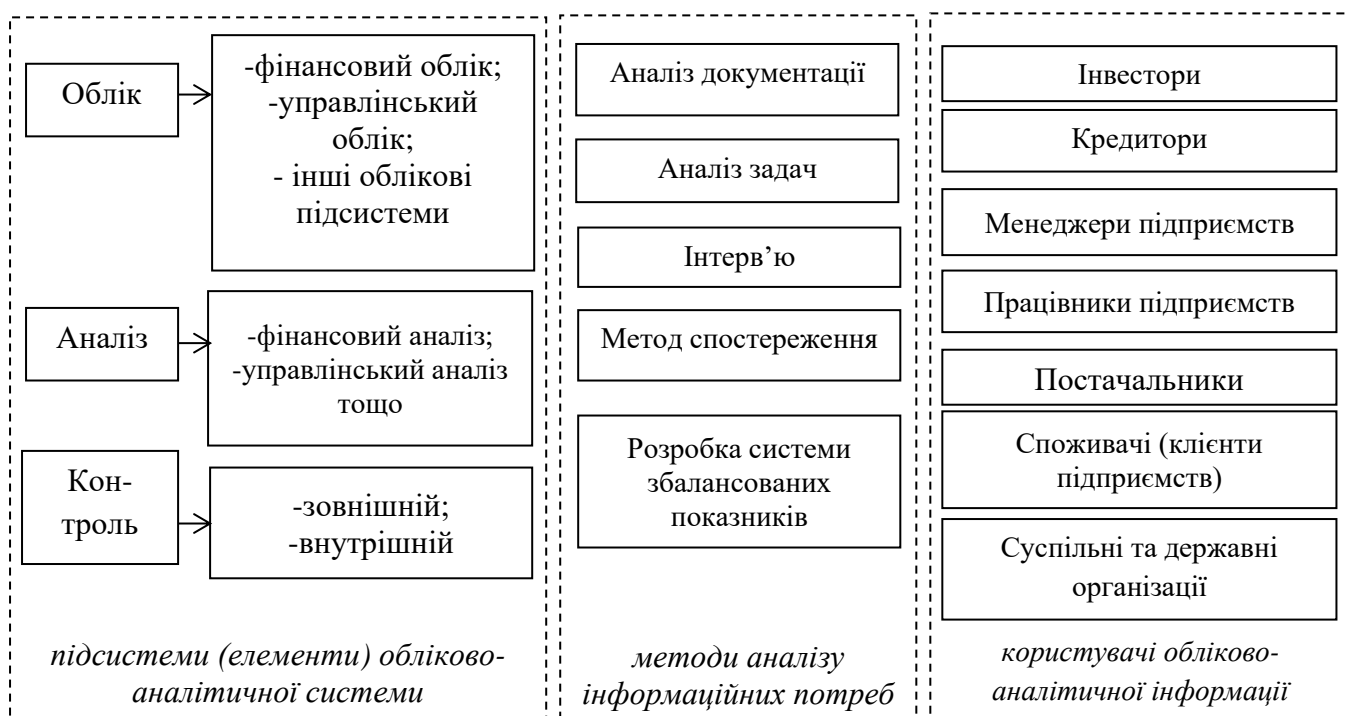 Облік
-фінансовий облік;
-управлінський
облік;
- інші облікові
підсистеми
Аналіз
-фінансовий аналіз;
-управлінський аналіз
тощо
Кон-
троль
-зовнішній;
-внутрішній
підсистеми (елементи) обліково-
аналітичної системи
Аналіз документації
Аналіз задач
Інтерв’ю
Метод спостереження
Розробка системи
збалансованих
показників
методи аналізу
інформаційних потреб
Інвестори
Кредитори
Менеджери підприємств
Працівники підприємств
Постачальники
Споживачі (клієнти
підприємств)
Суспільні та державні
організації
користувачі обліково-
аналітичної інформації